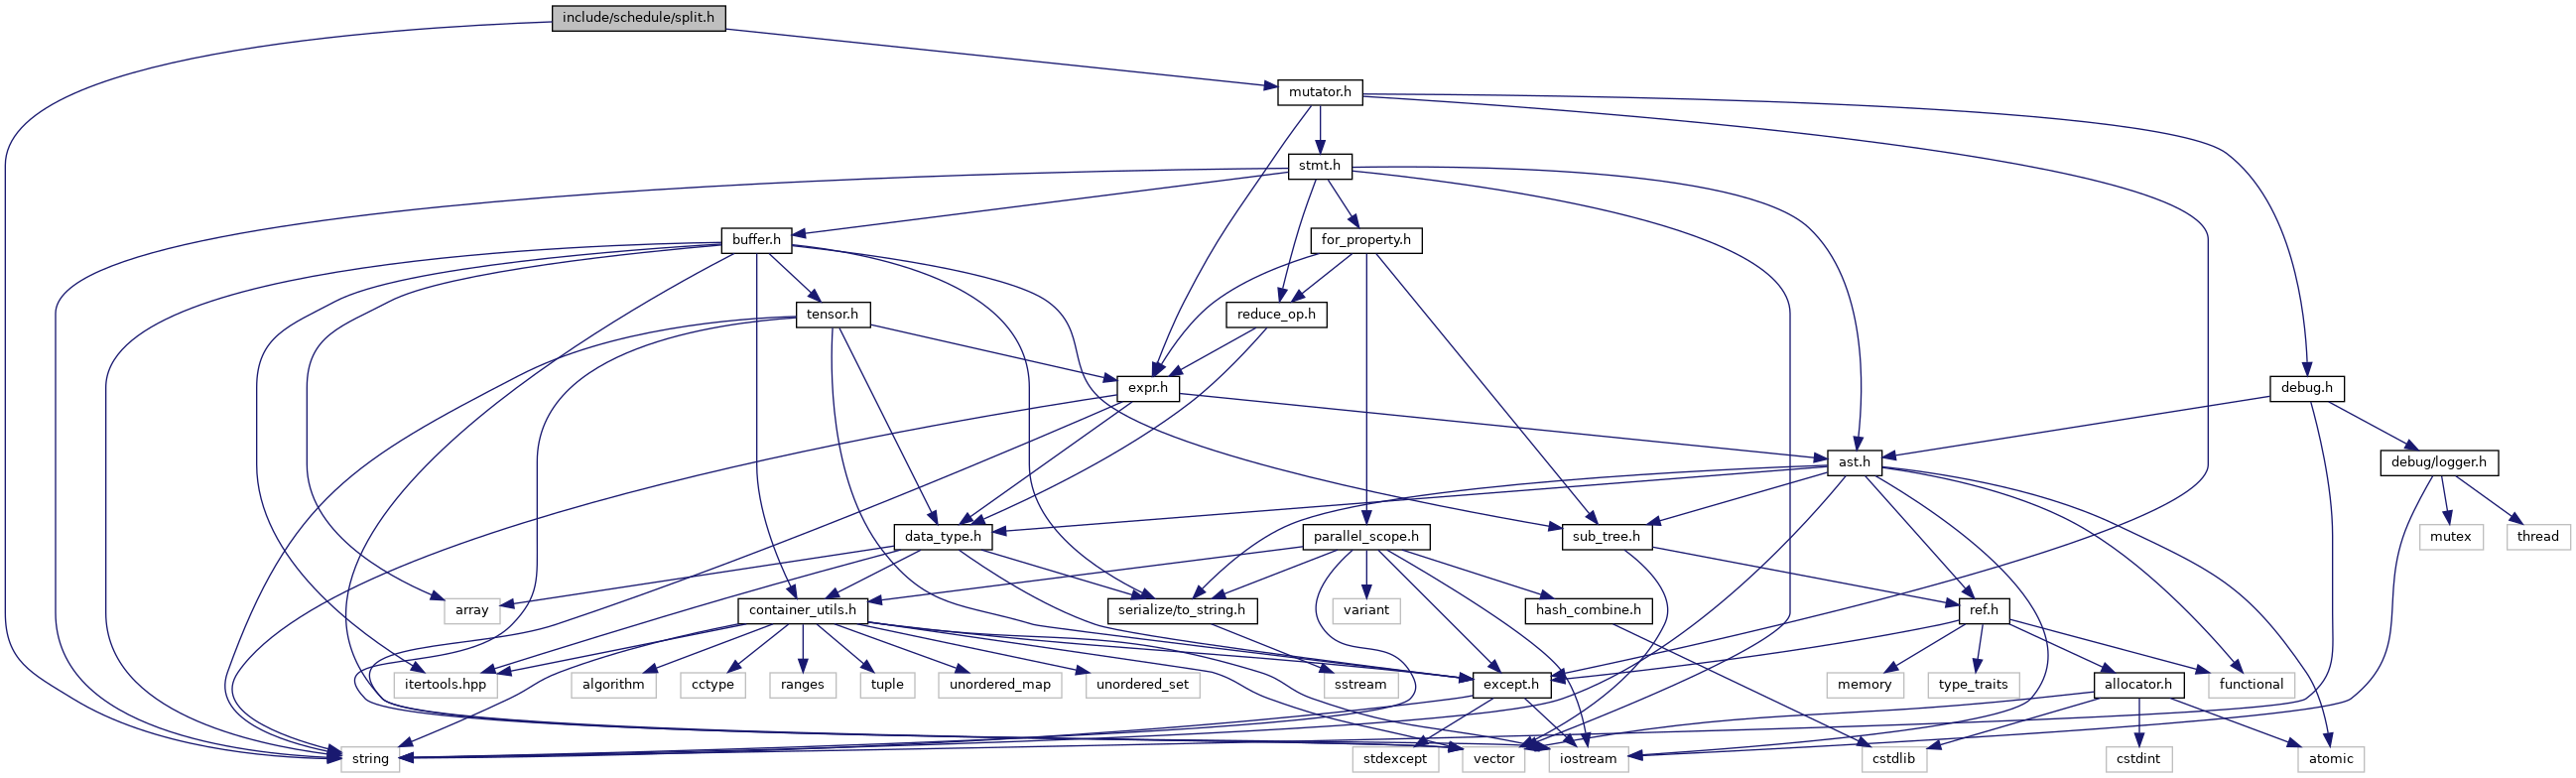 include/schedule/split.h
mutator.h
stmt.h
buffer.h
for_property.h
tensor.h
reduce_op.h
expr.h
debug.h
ast.h
debug/logger.h
data_type.h
parallel_scope.h
sub_tree.h
mutex
thread
array
container_utils.h
serialize/to_string.h
variant
hash_combine.h
ref.h
itertools.hpp
algorithm
cctype
ranges
tuple
unordered_map
unordered_set
sstream
except.h
memory
type_traits
allocator.h
functional
string
stdexcept
vector
iostream
cstdlib
cstdint
atomic